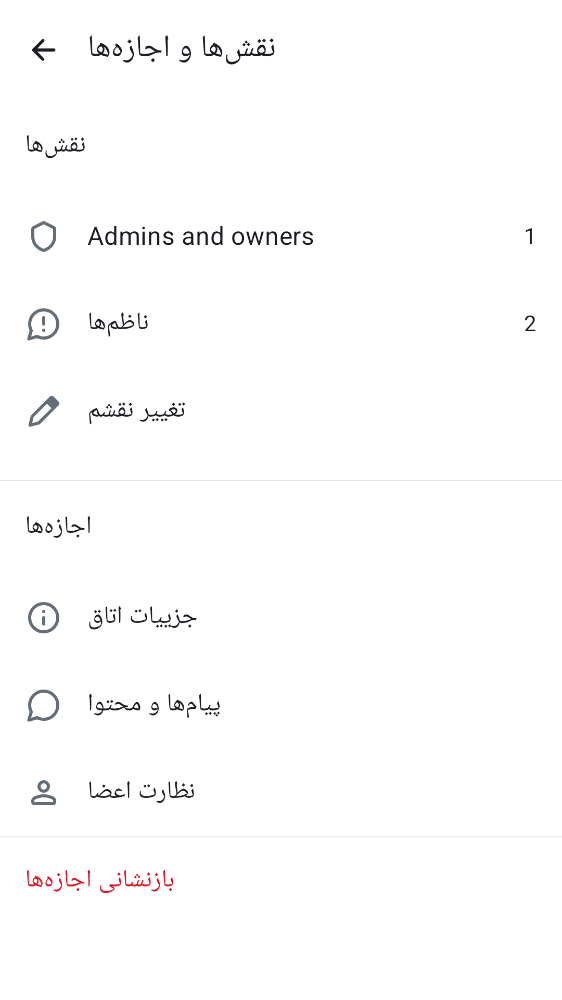 نقش‌ها و اجازه‌ها
نقش‌ها
Admins and owners 1
ناظم‌ها 2
تغییر نقشم
اجازه‌ها
جزییات اتاق
پیام‌ها و محتوا
نظارت اعضا
بازنشانی اجازه‌ها